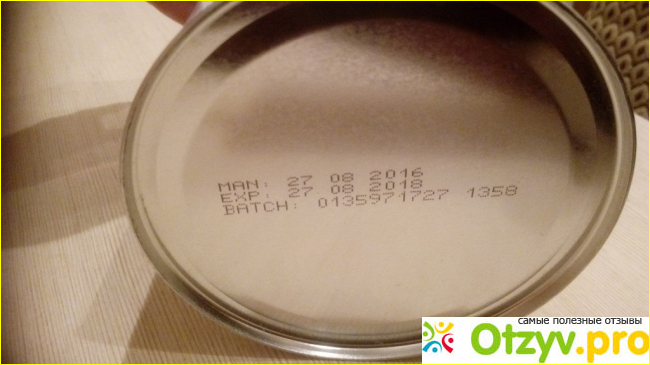 MAN: 27 08 2016
EXP: 27 08 2018
BATCH: 0135971727 1358
самые полезные отзывы
Otzyv.pro